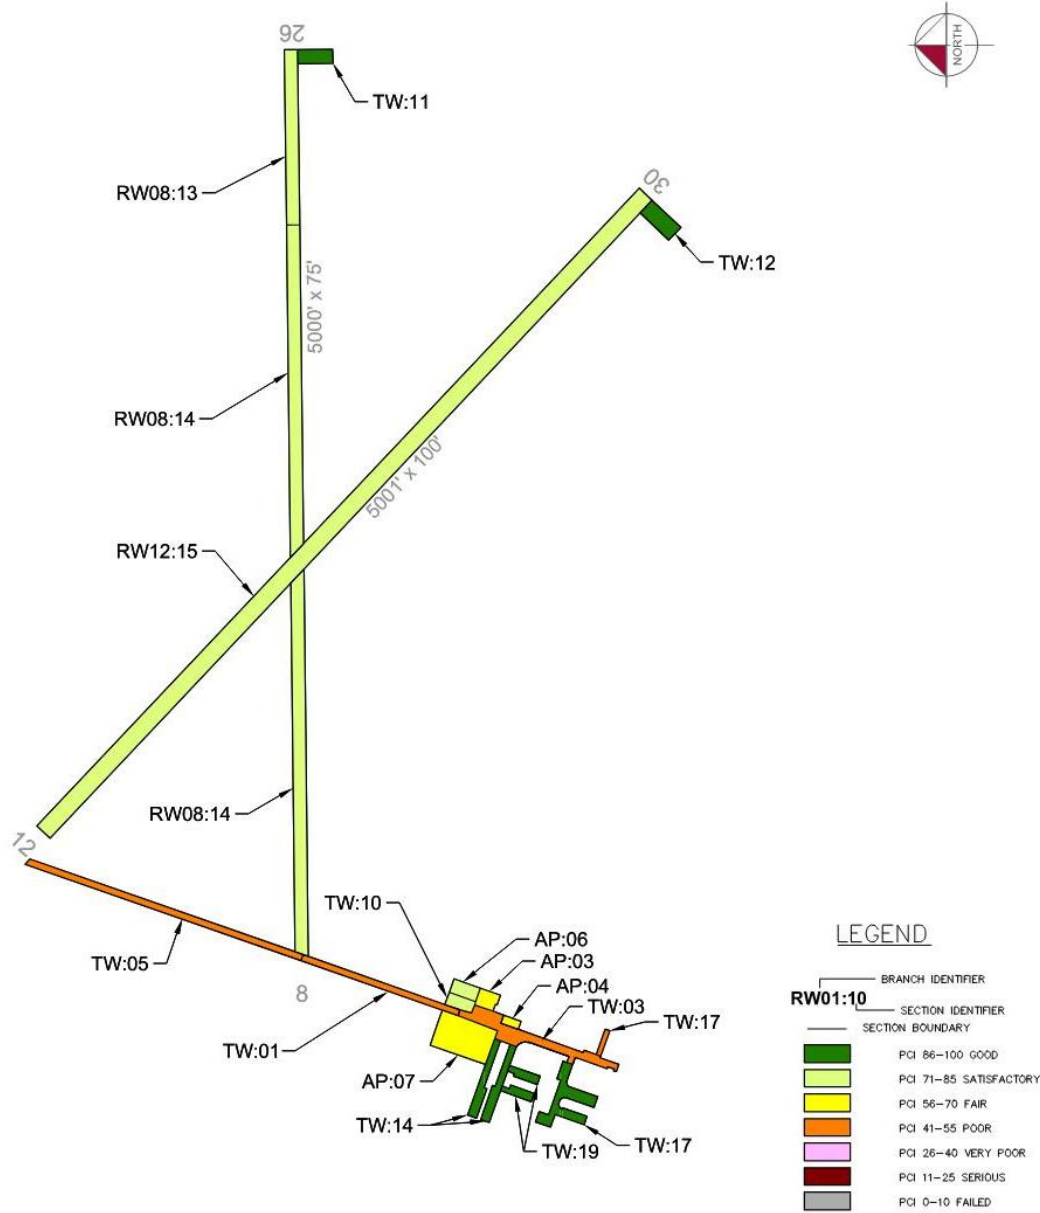 26
NORTH
TW:11
RW08:13
30
TW:12
5000' x 75'
RW08:14
5001' x 100'
RW12:15
RW08:14
12
TW:10
TW:05
AP:06
AP:03
8
AP:04
TW:03
TW:17
TW:01
AP:07
TW:14
TW:19
TW:17
LEGEND
BRANCH IDENTIFIER
RW01:10
SECTION IDENTIFIER
SECTION BOUNDARY
PCI 86-100 GOOD
PCI 71-85 SATISFACTORY
PCI 56-70 FAIR
PCI 41-55 POOR
PCI 26-40 VERY POOR
PCI 11-25 SERIOUS
PCI 0-10 FAILED